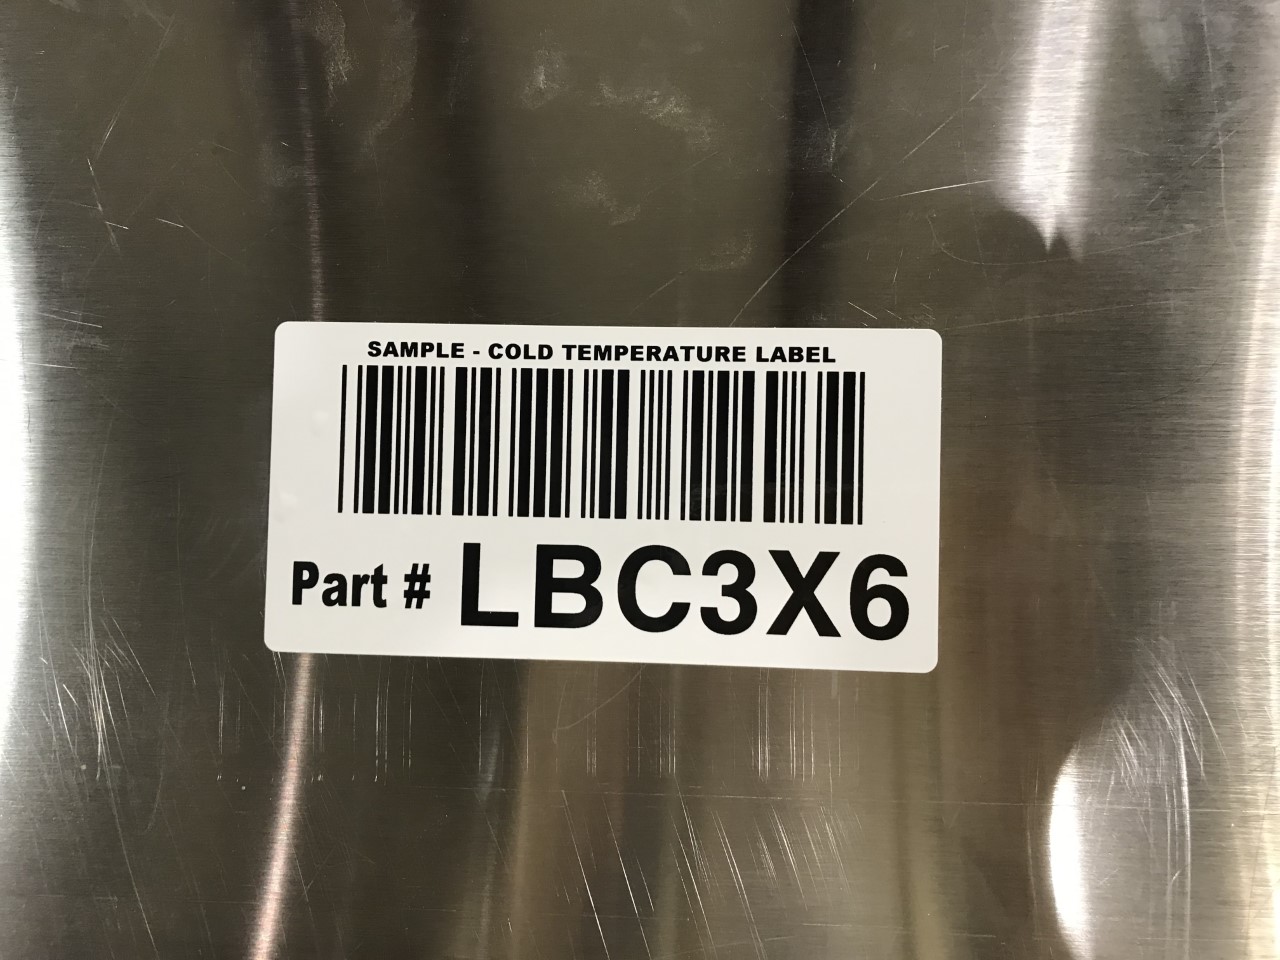 SAMPLE - COLD TEMPERATURE LABEL
Part # LBC3X6